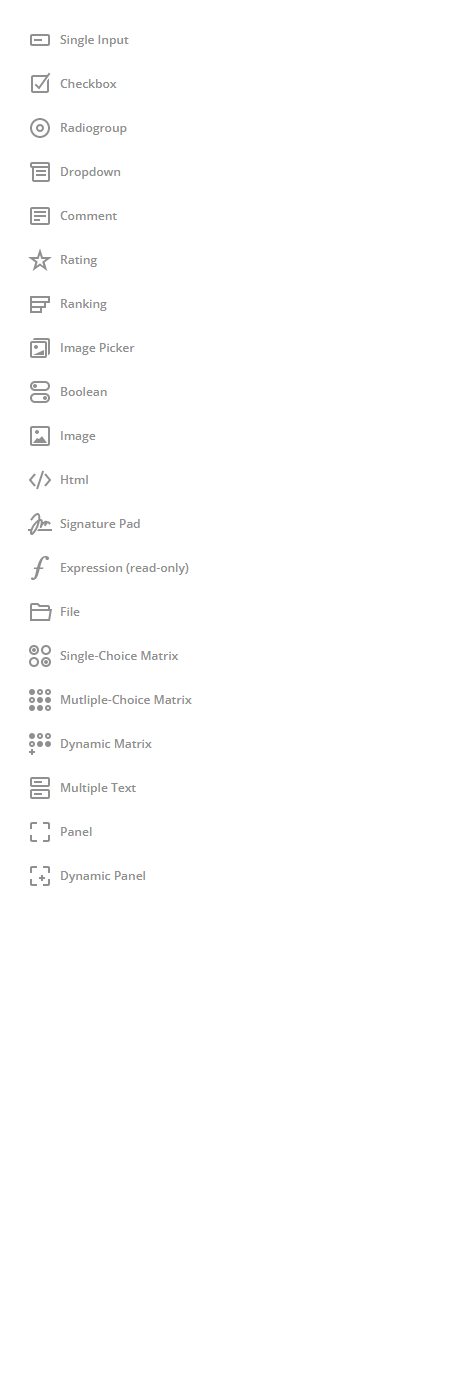 Single Input
Checkbox
Radiogroup
Dropdown
Comment
Rating
Ranking
Image Picker
Boolean
Image
Html
Signature Pad
Expression (read-only)
File
Single-Choice Matrix
Mutliple-Choice Matrix
Dynamic Matrix
Multiple Text
Panel
Dynamic Panel